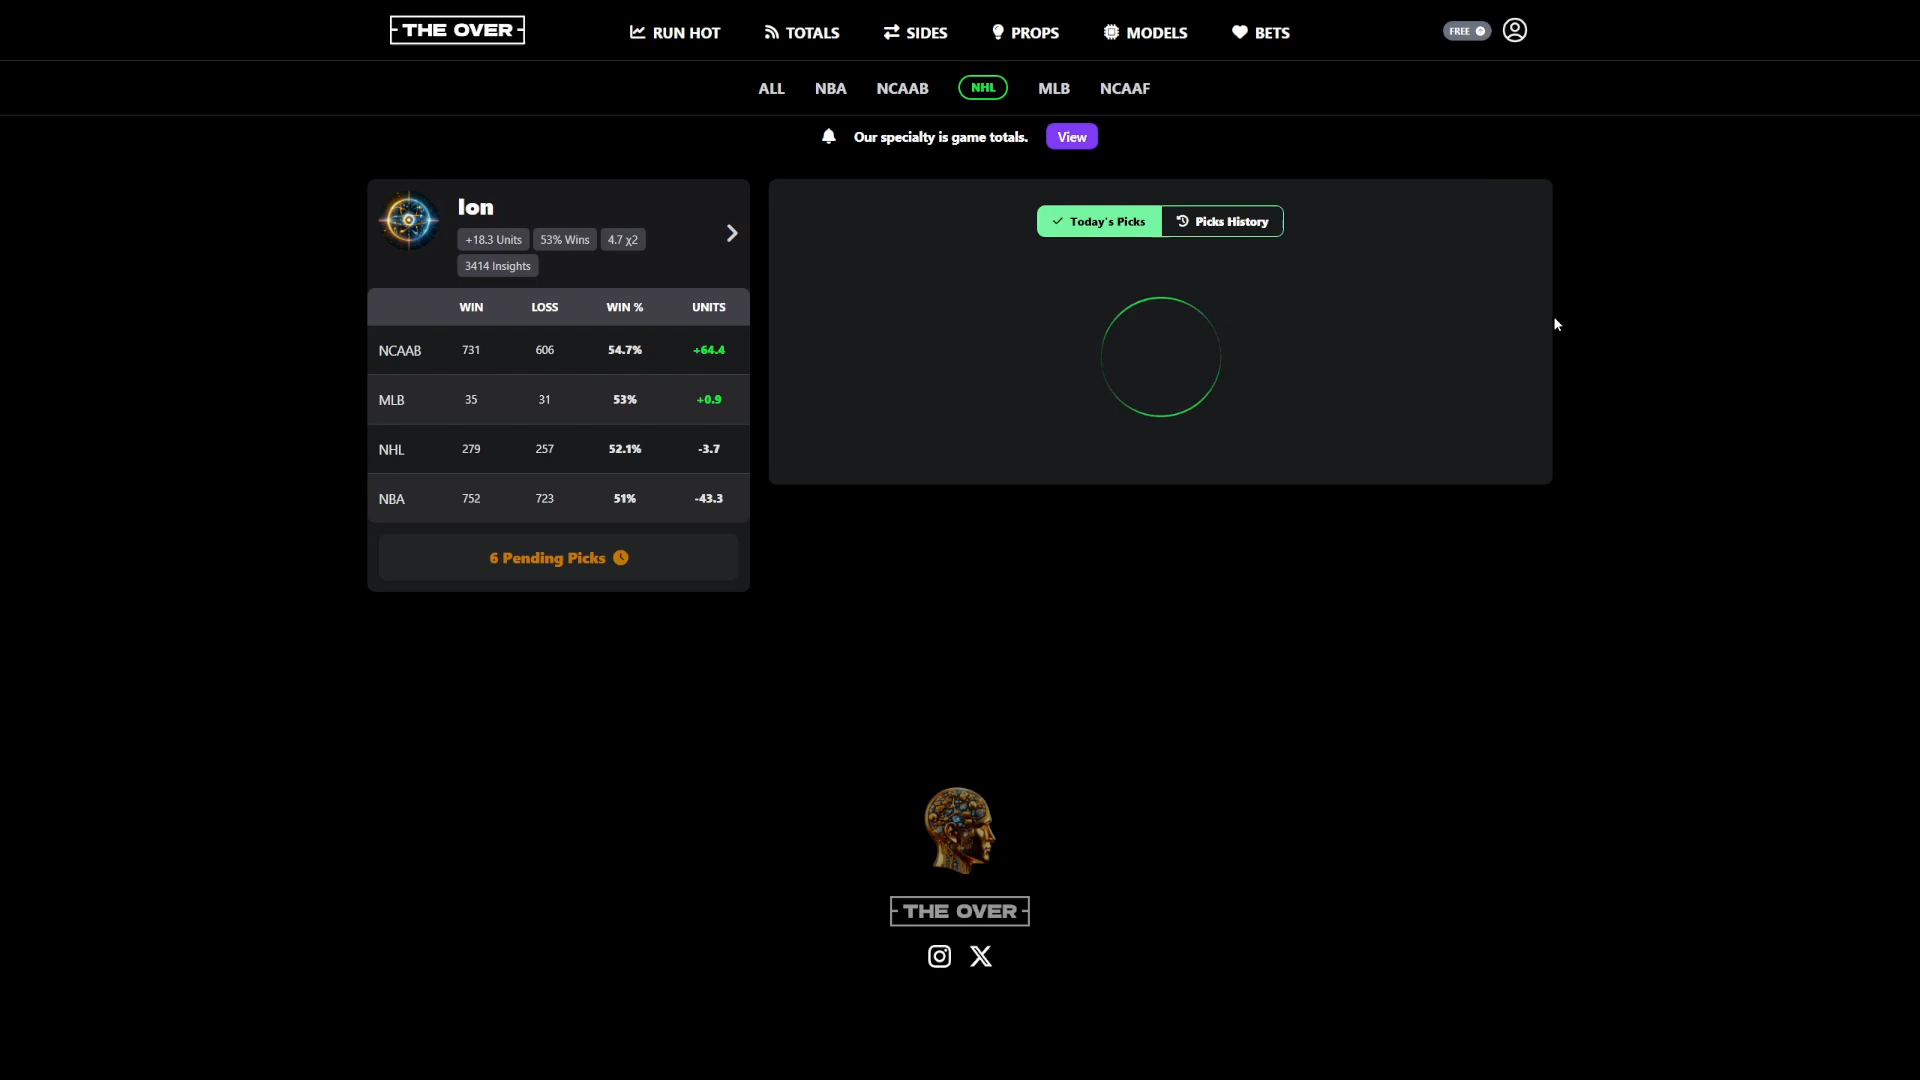 THE OVER
RUN HOT TOTALS SIDES PROPS MODELS BETS
FREE
ALL NBA NCAAB NHL MLB NCAAF
Our specialty is game totals. View
Ion
+18.3 Units 53% Wins 4.7 χ2
3414 Insights
WIN LOSS WIN % UNITS
NCAAB 731 606 54.7% +64.4
MLB 35 31 53% +0.9
NHL 279 257 52.1% -3.7
NBA 752 723 51% -43.3
6 Pending Picks
Today's Picks Picks History
THE OVER